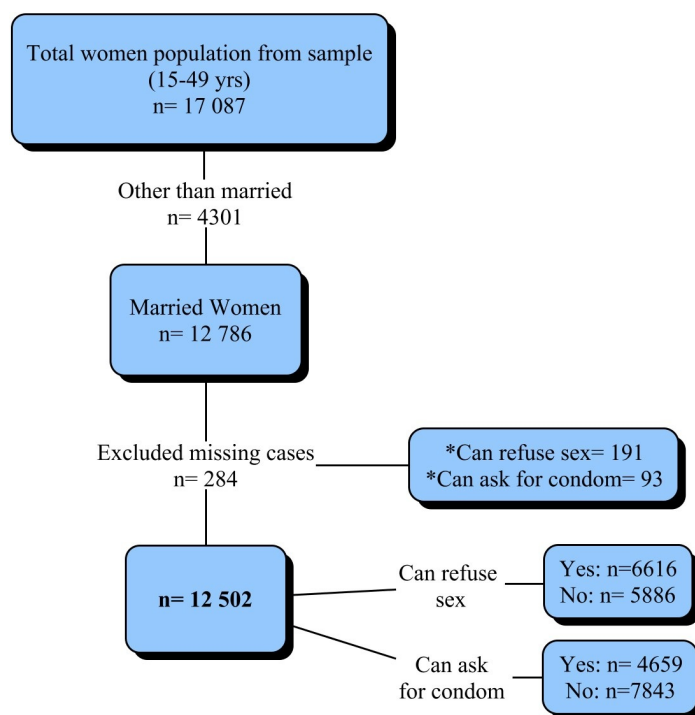 Total women population from sample
(15-49 yrs)
n= 17 087
Other than married
n= 4301
Married Women
n= 12 786
Excluded missing cases
n= 284
*Can refuse sex= 191
*Can ask for condom= 93
n= 12 502
Can refuse
sex
Yes: n=6616
No: n= 5886
Can ask
for condom
Yes: n= 4659
No: n=7843